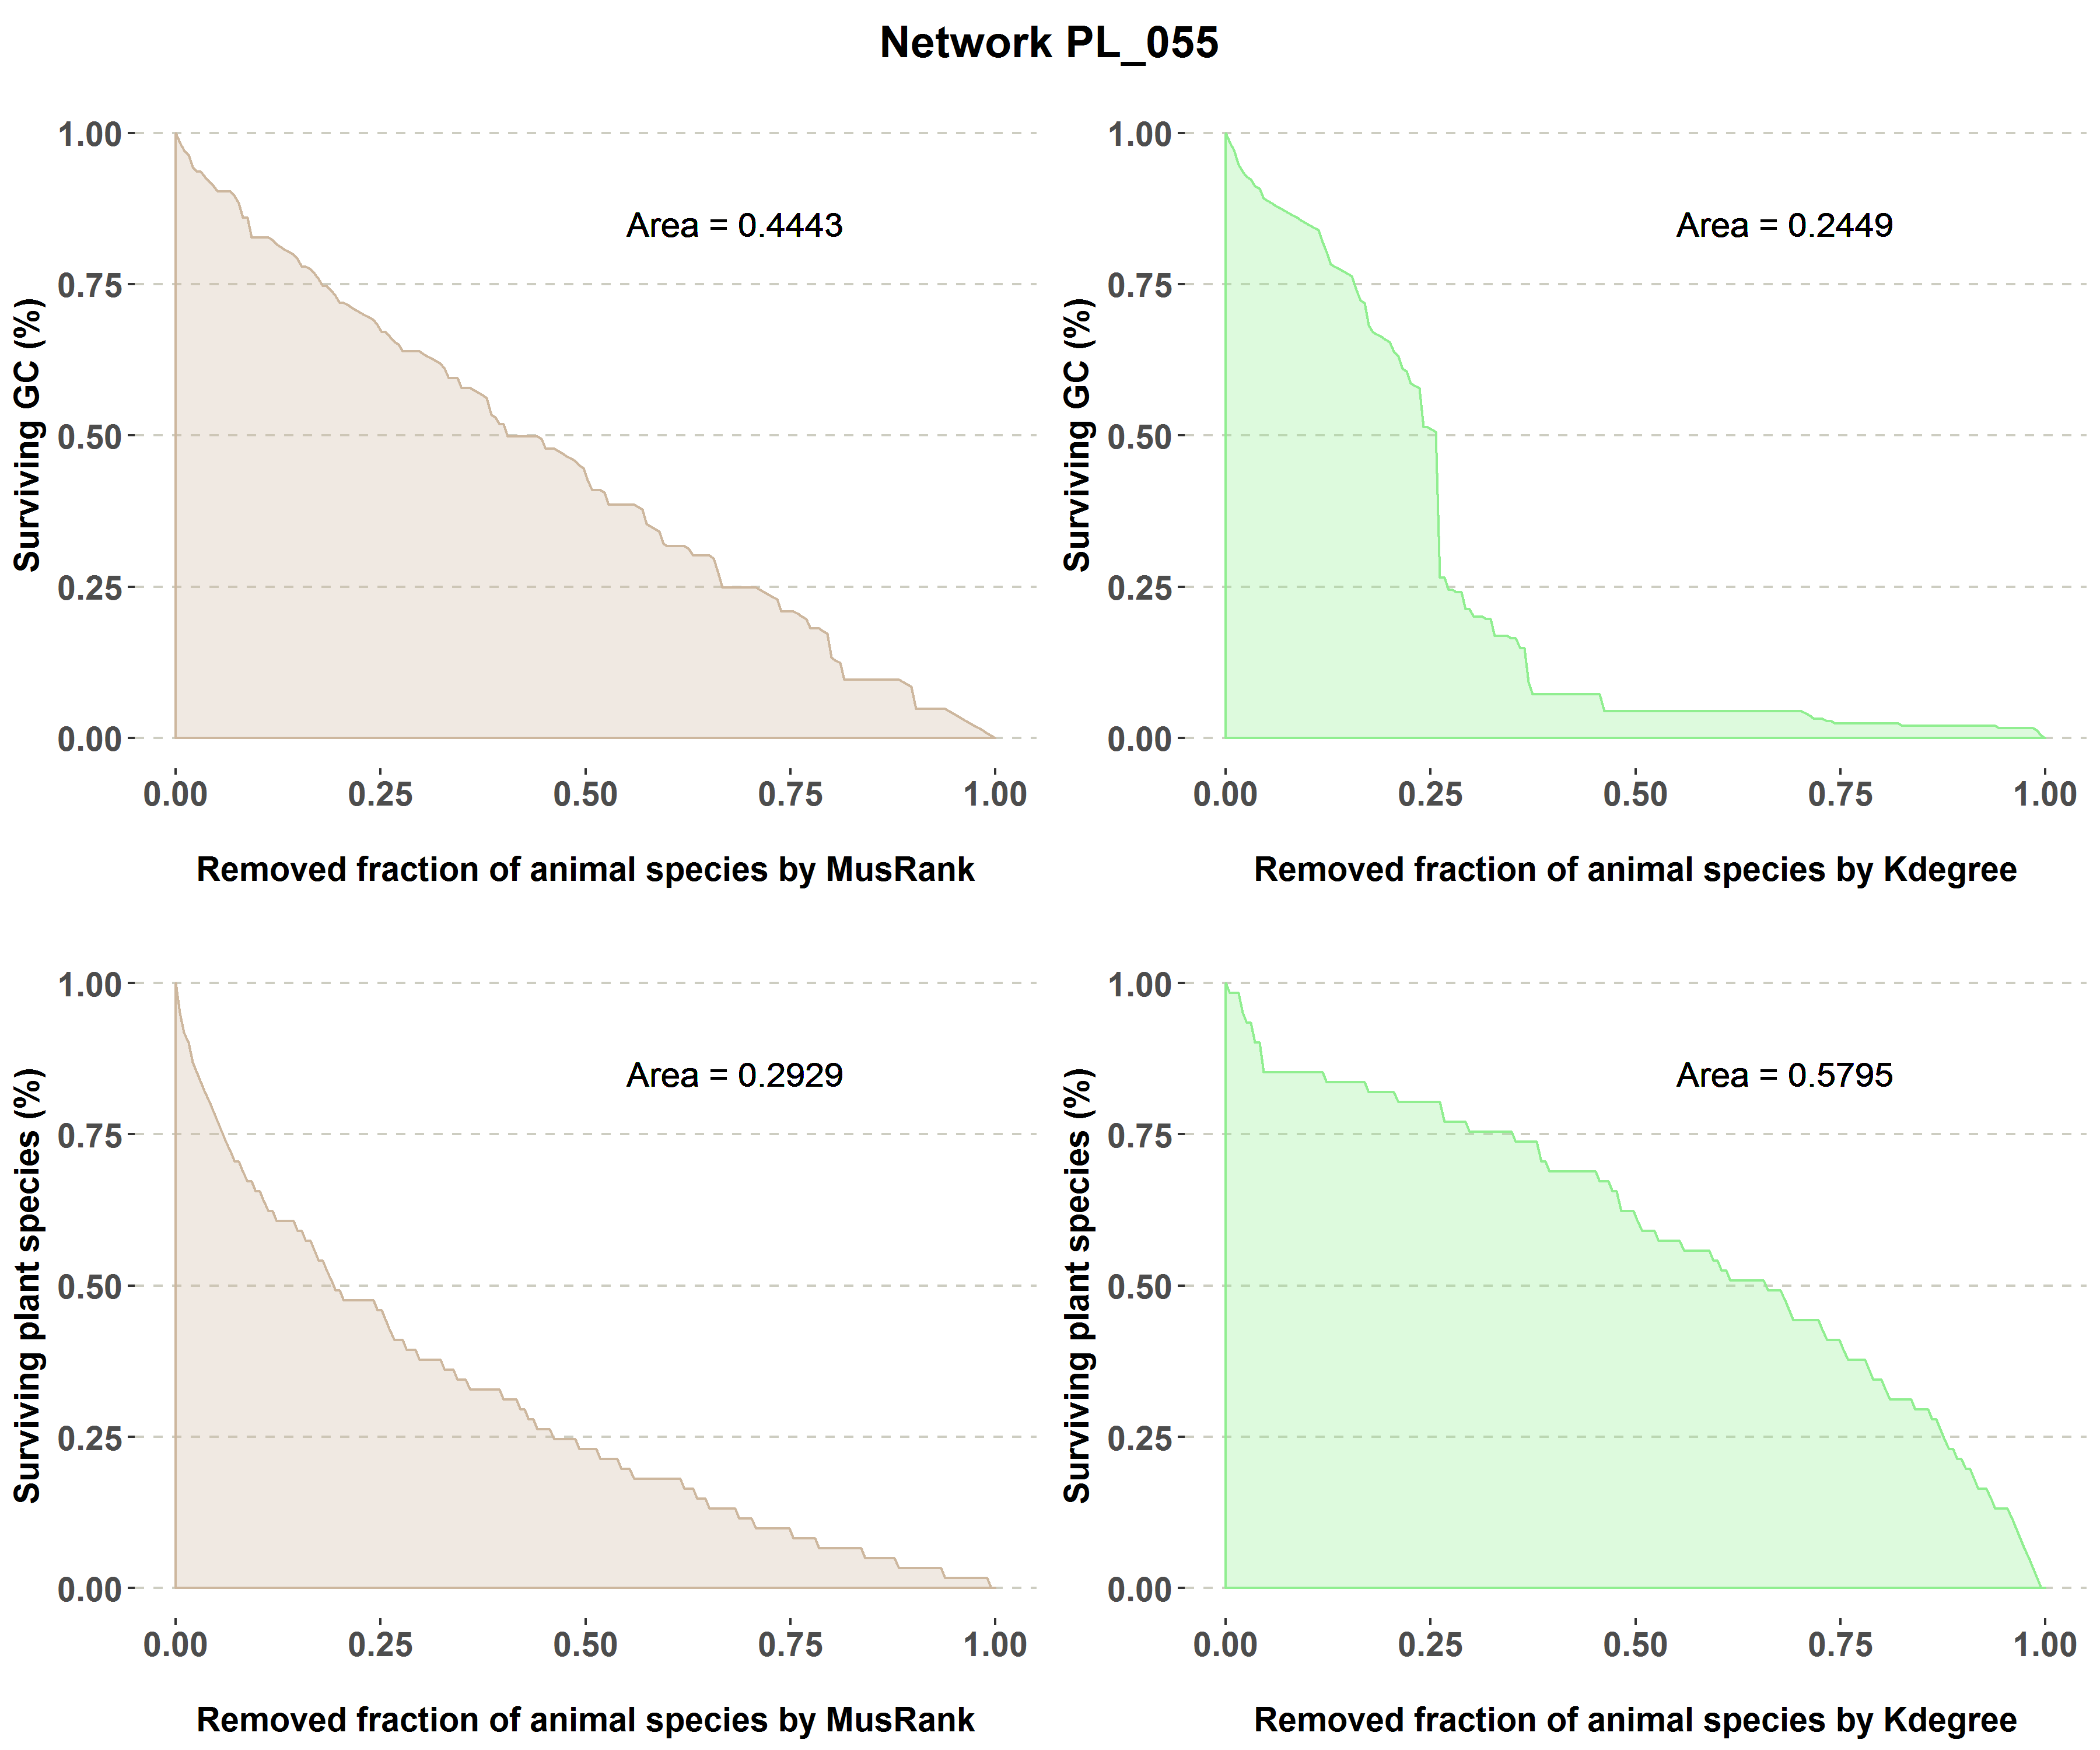 Network PL_055
Surviving GC (%)
1.00
0.75
0.50
0.25
0.00
Area = 0.4443
0.00 0.25 0.50 0.75 1.00
Removed fraction of animal species by MusRank
Surviving GC (%)
1.00
0.75
0.50
0.25
0.00
Area = 0.2449
0.00 0.25 0.50 0.75 1.00
Removed fraction of animal species by Kdegree
Surviving plant species (%)
1.00
0.75
0.50
0.25
0.00
Area = 0.2929
0.00 0.25 0.50 0.75 1.00
Removed fraction of animal species by MusRank
Surviving plant species (%)
1.00
0.75
0.50
0.25
0.00
Area = 0.5795
0.00 0.25 0.50 0.75 1.00
Removed fraction of animal species by Kdegree